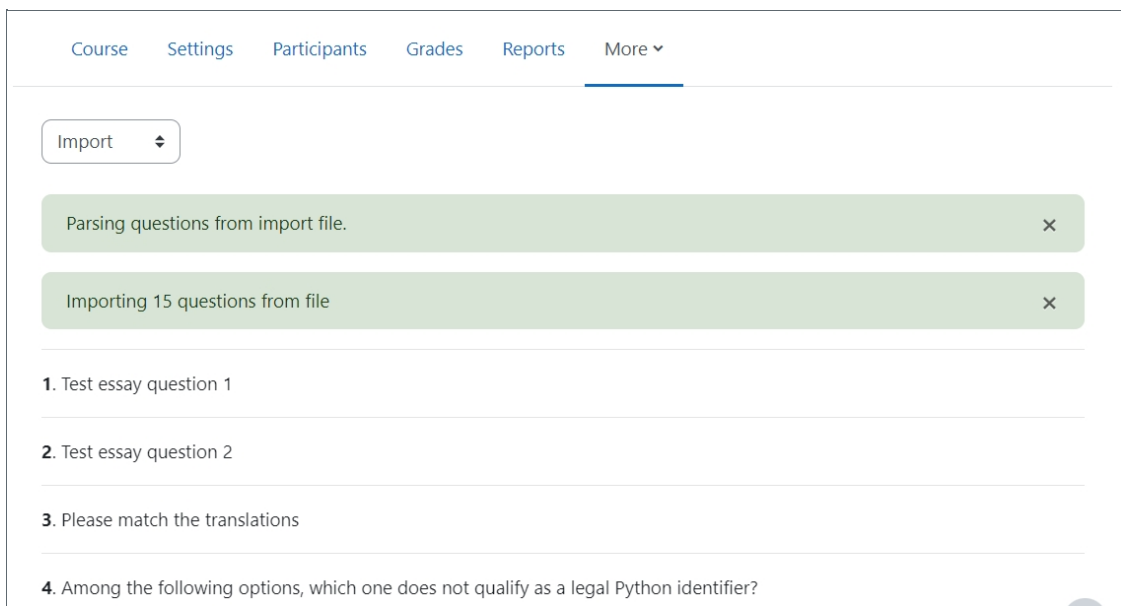 Course Settings Participants Grades Reports More
Import
Parsing questions from import file.
Importing 15 questions from file
1. Test essay question 1
2. Test essay question 2
3. Please match the translations
4. Among the following options, which one does not qualify as a legal Python identifier?